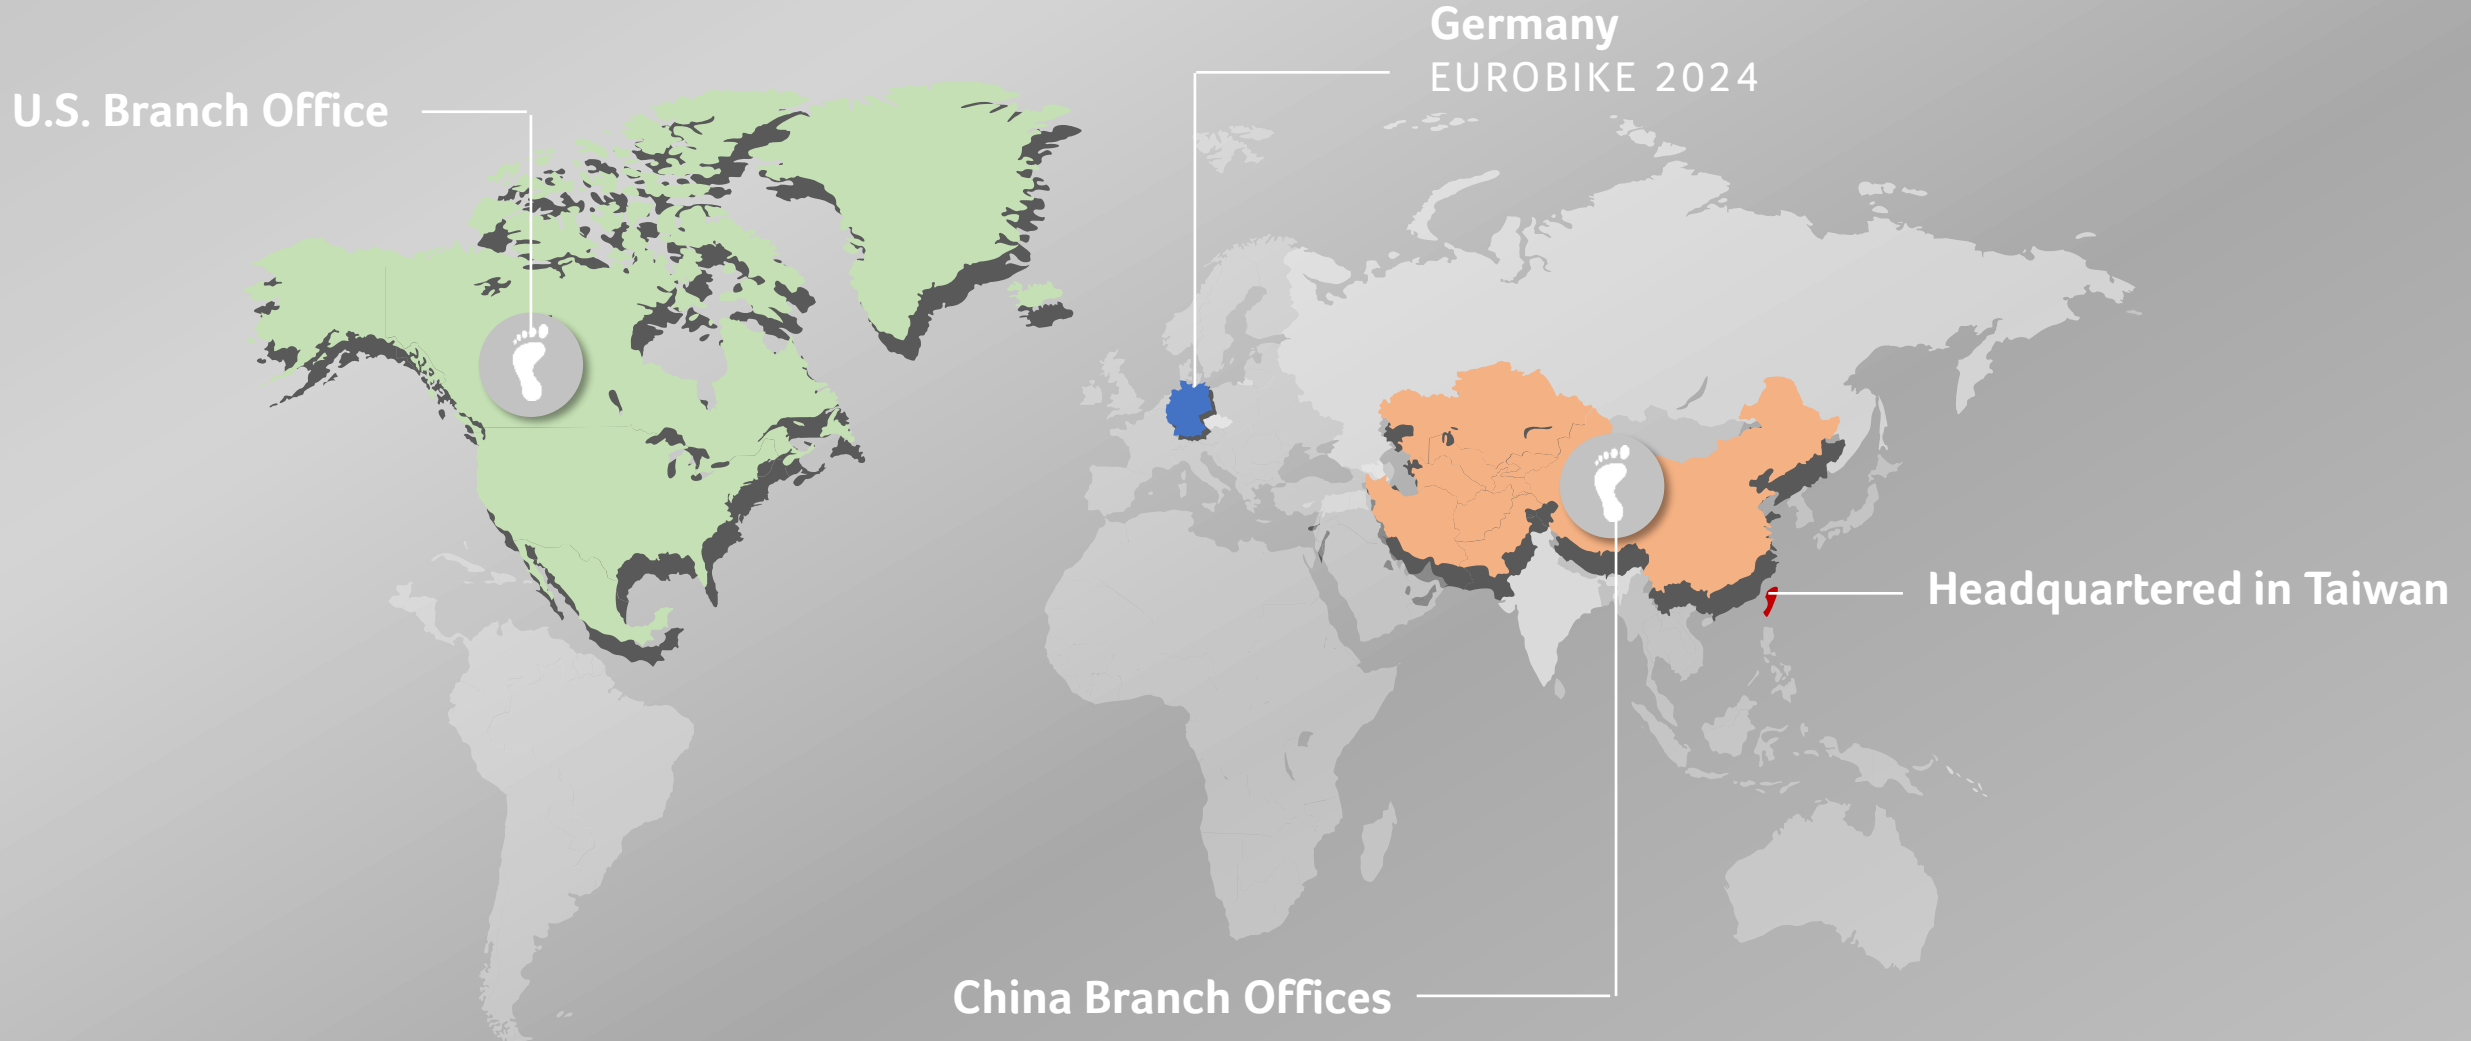 Germany
EUROBIKE 2024
U.S. Branch Office
Headquartered in Taiwan
China Branch Offices